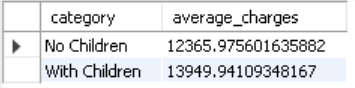 category average_charges
No Children 12365.975601635882
With Children 13949.94109348167